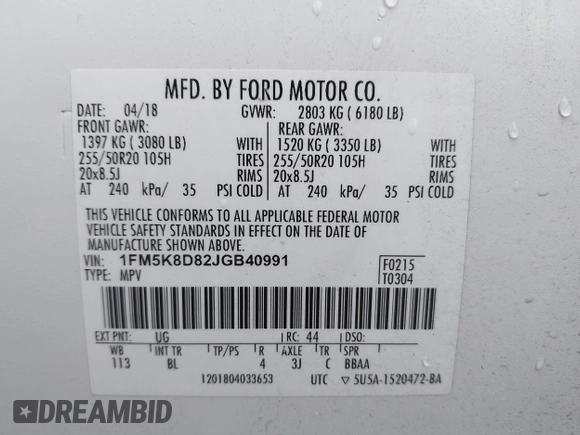 MFD. BY FORD MOTOR CO.
DATE: 04/18 GVWR: 2803 KG ( 6180 LB)
FRONT GAWR: REAR GAWR:
1397 KG ( 3080 LB) WITH 1520 KG ( 3350 LB) WITH
255/50R20 105H TIRES 255/50R20 105H TIRES
20x8.5J RIMS 20x8.5J RIMS
AT 240 kPa/ 35 PSI COLD AT 240 kPa/ 35 PSI COLD
THIS VEHICLE CONFORMS TO ALL APPLICABLE FEDERAL MOTOR
VEHICLE SAFETY STANDARDS IN EFFECT ON THE DATE OF
MANUFACTURE SHOWN ABOVE.
VIN: 1FM5K8D82JGB40991 F0215
TYPE: MPV T0304
EXT PNT: UG RC: 44 DSO:
WB INT TR TP/PS R AXLE TR SPR
113 BL 4 3J C BBAA
1201804033653 UTC ▽ 5U5A-1520472-BA
DREAMBID